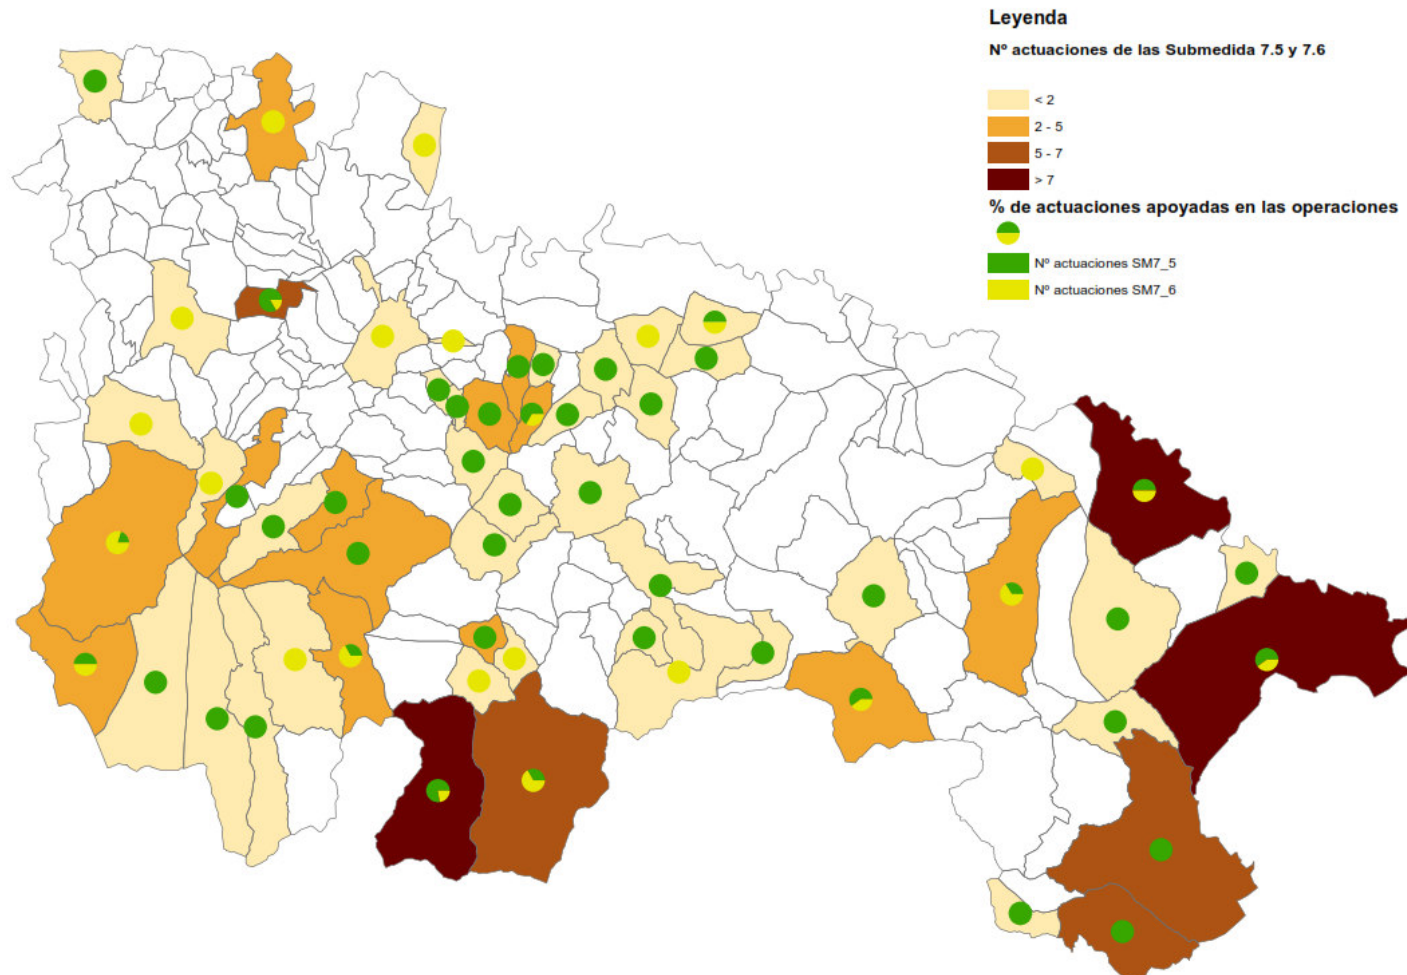 Leyenda
Nº actuaciones de las Submedida 7.5 y 7.6
< 2
2 - 5
5 - 7
> 7
% de actuaciones apoyadas en las operaciones
Nº actuaciones SM7_5
Nº actuaciones SM7_6